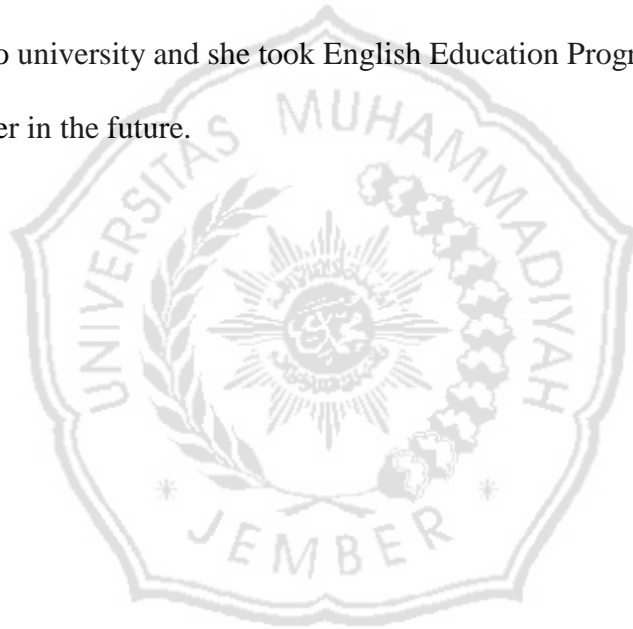 o university and she took English Education Progr
er in the future.
UNIVERSITAS MUHAMMADIYAH
JEMBER